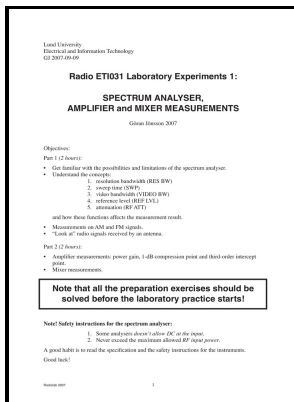 Lund University
Electrical and Information Technology
GJ 2007-09-09
Radio ETI031 Laboratory Experiments 1:
SPECTRUM ANALYSER,
AMPLIFIER and MIXER MEASUREMENTS
Göran Jönsson 2007
Objectives:
Part 1 (2 hours):
• Get familiar with the possibilities and limitations of the spectrum analyser.
• Understand the concepts:
1. resolution bandwidth (RES BW)
2. sweep time (SWP)
3. video bandwidth (VIDEO BW)
4. reference level (REF LVL)
5. attenuation (RF ATT)
and how these functions affects the measurement result.
• Measurements on AM and FM signals.
• "Look at" radio signals received by an antenna.
Part 2 (2 hours):
• Amplifier measurements: power gain, 1-dB compression point and third-order intercept
point.
• Mixer measurements.
Note that all the preparation exercises should be
solved before the laboratory practice starts!
Note! Safety instructions for the spectrum analyser:
1. Some analysers doesn't allow DC at the input.
2. Never exceed the maximum allowed RF input power.
A good habit is to read the specification and the safety instructions for the instruments.
Good luck!
1